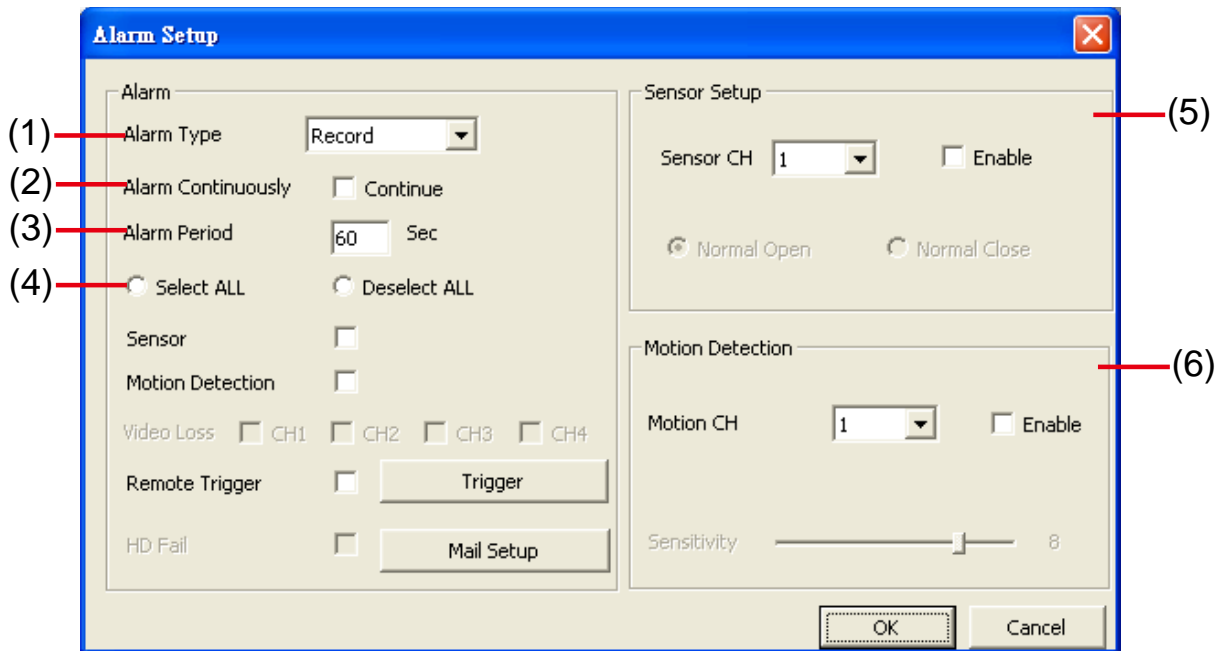 Alarm Setup
Alarm
(1) Alarm Type Record
(2) Alarm Continuously Continue
(3) Alarm Period 60 Sec
(4) Select ALL Deselect ALL
Sensor
Motion Detection
Video Loss CH1 CH2 CH3 CH4
Remote Trigger Trigger
HD Fail Mail Setup
Sensor Setup
(5)
Sensor CH 1 Enable
Normal Open Normal Close
Motion Detection
(6)
Motion CH 1 Enable
Sensitivity 8
OK Cancel